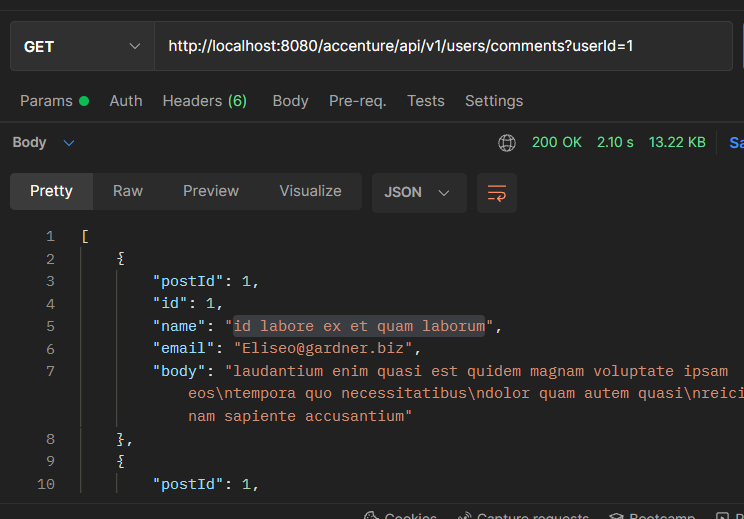 GET http://localhost:8080/accenture/api/v1/users/comments?userId=1
Params Auth Headers (6) Body Pre-req. Tests Settings
Body 200 OK 2.10 s 13.22 KB
Pretty Raw Preview Visualize JSON
1 [
2 {
3 "postId": 1,
4 "id": 1,
5 "name": "id labore ex et quam laborum",
6 "email": "Eliseo@gardner.biz",
7 "body": "laudantium enim quasi est quidem magnam voluptate ipsam
eos\ntempora quo necessitatibus\ndolor quam autem quasi\nreici
nam sapiente accusantium"
8 },
9 {
10 "postId": 1,
Cookies Capture requests Bootcamp